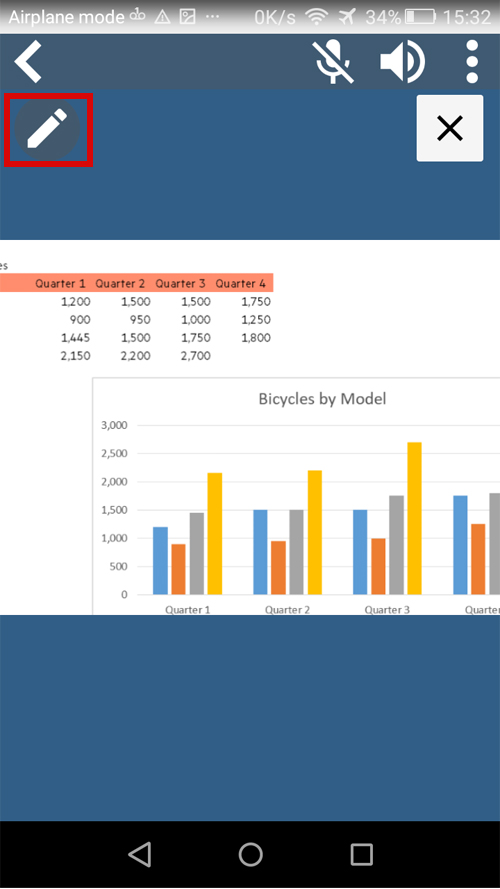 Airplane mode ... 0K/s 34% 15:32
es
Quarter 1 Quarter 2 Quarter 3 Quarter 4
1,200 1,500 1,500 1,750
900 950 1,000 1,250
1,445 1,500 1,750 1,800
2,150 2,200 2,700
Bicycles by Model
3,000
2,500
2,000
1,500
1,000
500
0
Quarter 1 Quarter 2 Quarter 3 Quarte